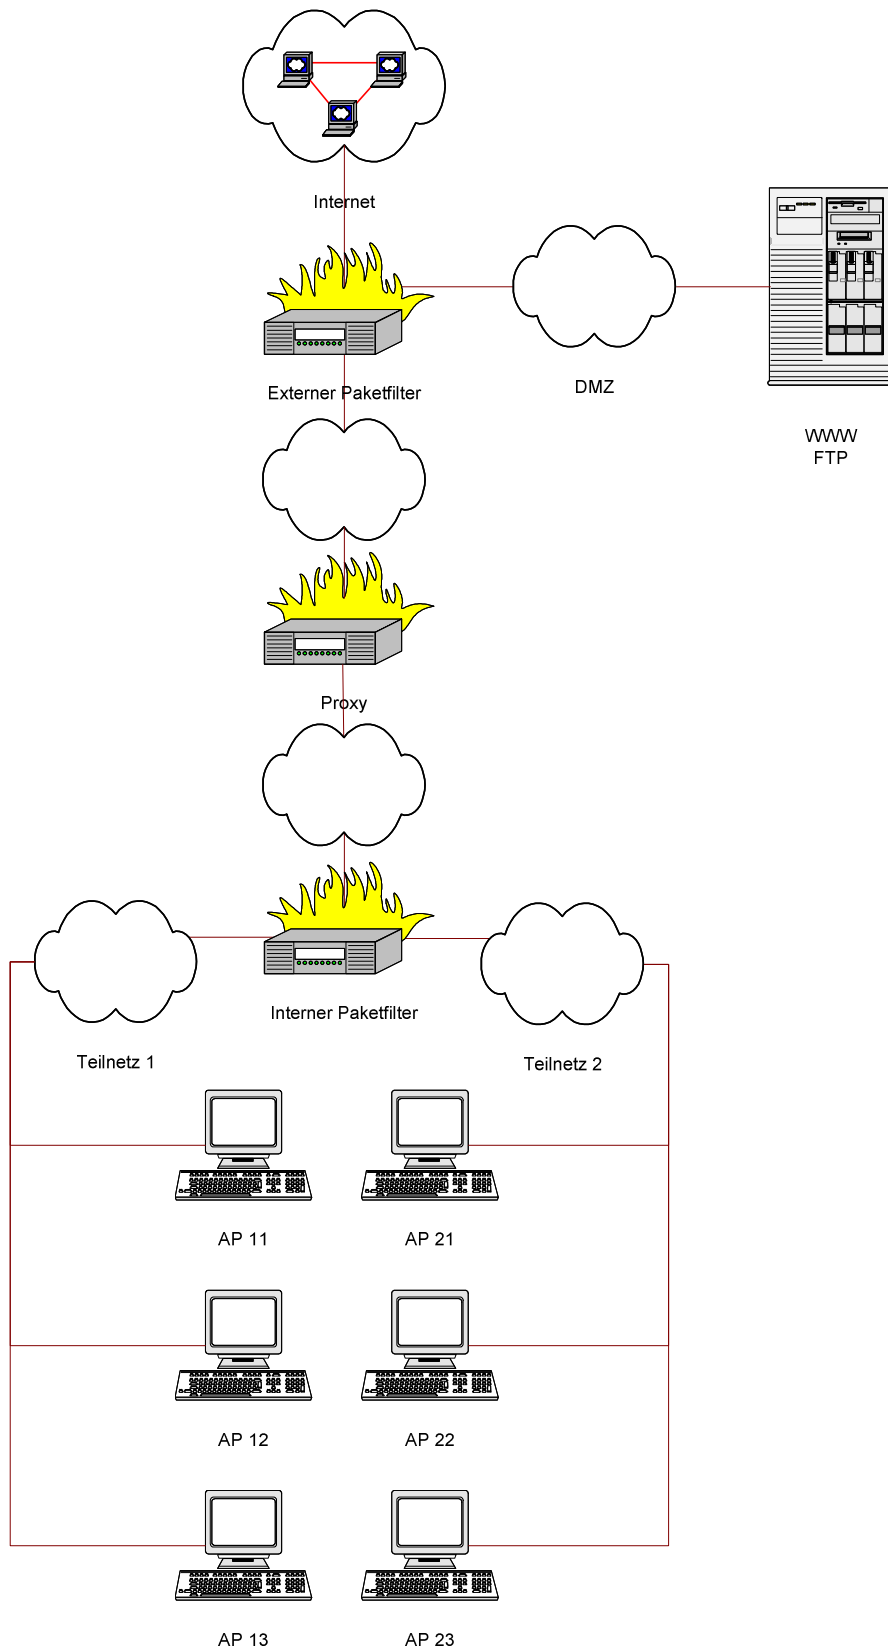 Internet
Externer Paketfilter
DMZ
WWW
FTP
Proxy
Interner Paketfilter
Teilnetz 1
Teilnetz 2
AP 11
AP 21
AP 12
AP 22
AP 13
AP 23